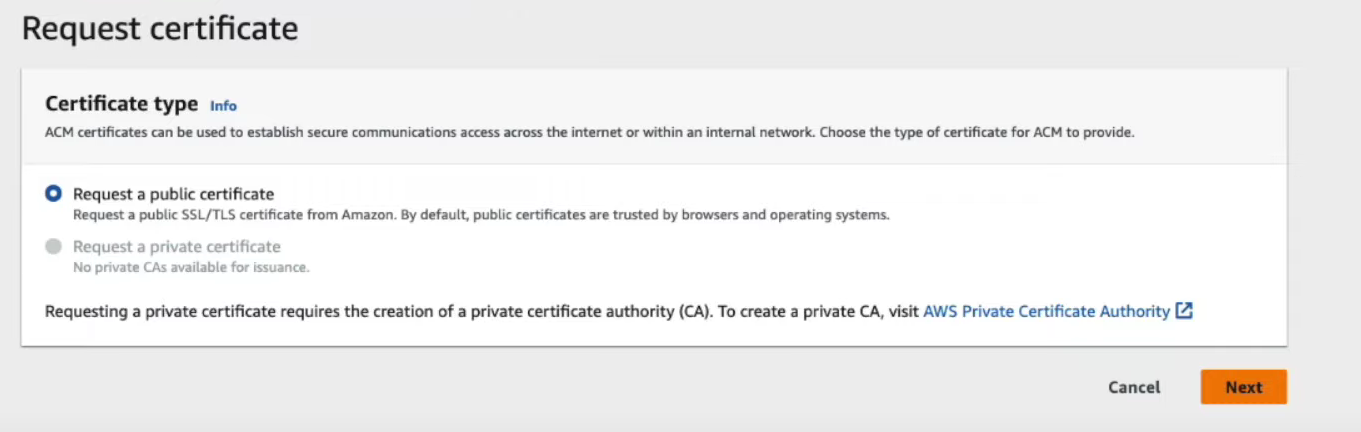 Request certificate
Certificate type Info
ACM certificates can be used to establish secure communications access across the internet or within an internal network. Choose the type of certificate for ACM to provide.
Request a public certificate
Request a public SSL/TLS certificate from Amazon. By default, public certificates are trusted by browsers and operating systems.
Request a private certificate
No private CAs available for issuance.
Requesting a private certificate requires the creation of a private certificate authority (CA). To create a private CA, visit AWS Private Certificate Authority
Cancel Next